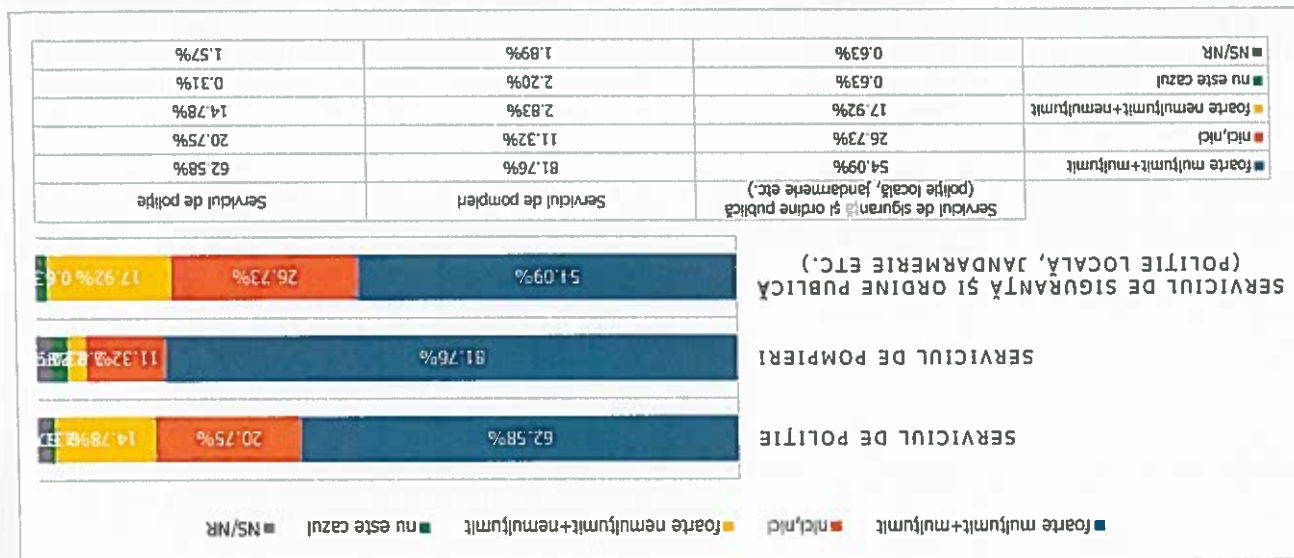 foarte mulțumit+mulțumit nici,nici foarte nemulțumit+nemulțumit nu este cazul NS/NR
SERVICIUL DE POLIȚIE
62.58% 20.75% 14.78%
SERVICIUL DE POMPIERI
81.76% 11.32%
SERVICIUL DE SIGURANȚĂ ȘI ORDINE PUBLICĂ
(POLIȚIE LOCALĂ, JANDARMERIE ETC.)
54.09% 26.73% 17.92%
Serviciul de siguranță și ordine publică
(poliție locală, jandarmerie etc.) Serviciul de pompieri Serviciul de poliție
foarte mulțumit+mulțumit 54.09% 81.76% 62.58%
nici,nici 26.73% 11.32% 20.75%
foarte nemulțumit+nemulțumit 17.92% 2.83% 14.78%
nu este cazul 0.63% 2.20% 0.31%
NS/NR 0.63% 1.89% 1.57%